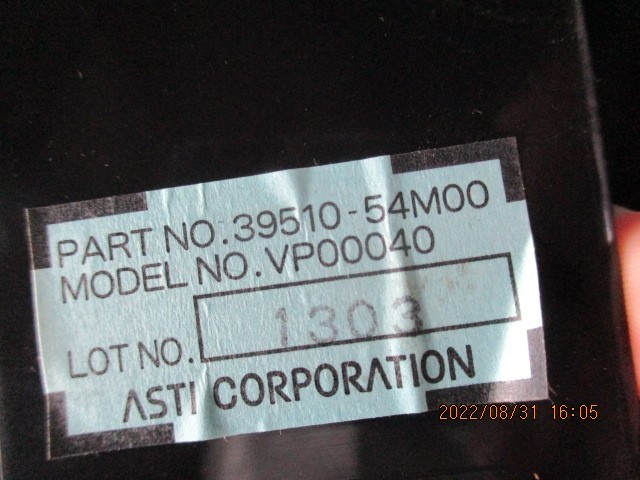 PART NO.:39510-54M00
MODEL NO. VP00040
LOT NO. 1303
ASTI CORPORATION
2022/08/31 16:05